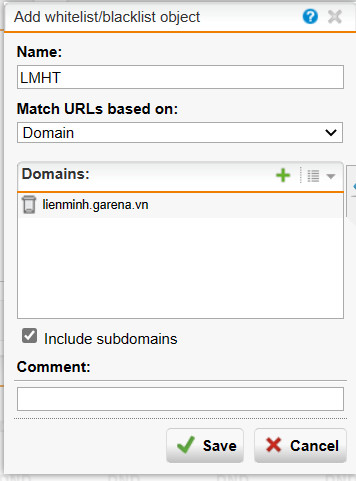 Add whitelist/blacklist object
Name:
LMHT
Match URLs based on:
Domain
Domains:
lienminh.garena.vn
Include subdomains
Comment:
Save Cancel